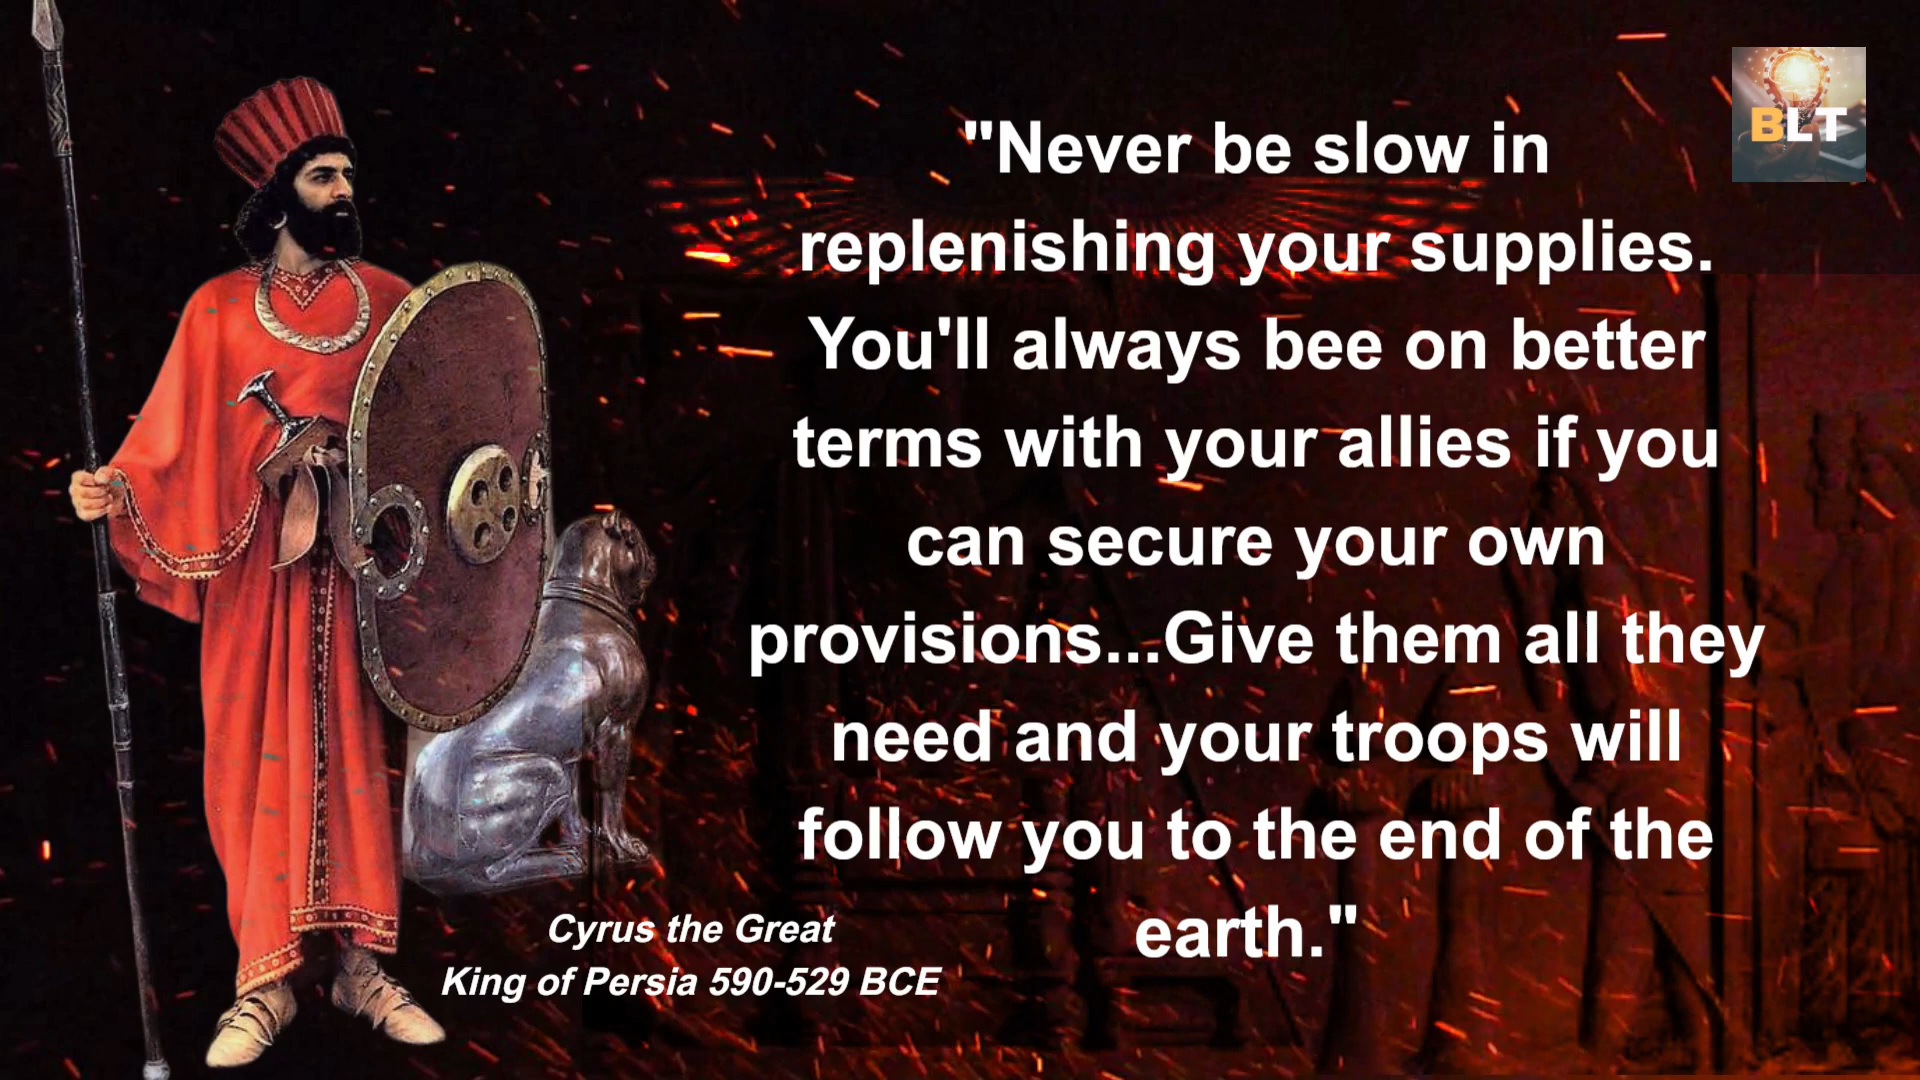 BLT
"Never be slow in
replenishing your supplies.
You'll always bee on better
terms with your allies if you
can secure your own
provisions...Give them all they
need and your troops will
follow you to the end of the
earth."
Cyrus the Great
King of Persia 590-529 BCE